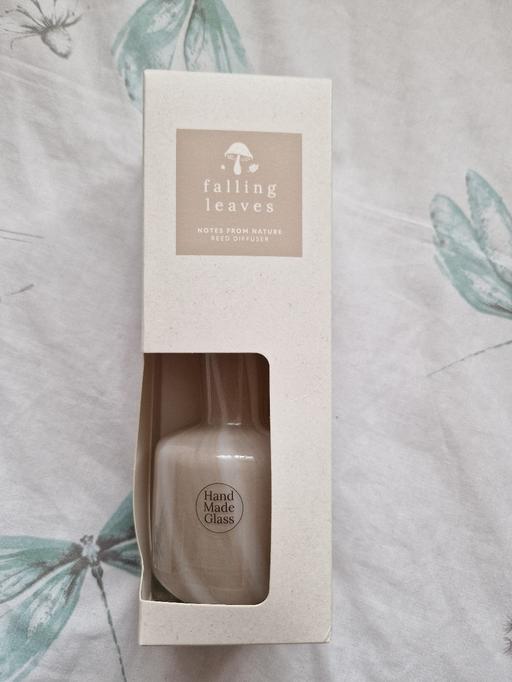 falling
leaves
NOTES FROM NATURE
REED DIFFUSER
Hand
Made
Glass